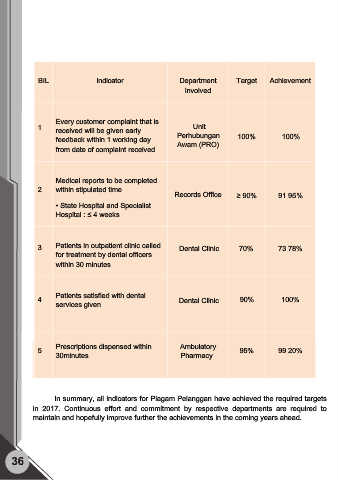 BIL Indicator Department Involved Target Achievement
1 Every customer complaint that is
received will be given early
feedback within 1 working day
from date of complaint received
Unit
Perhubungan
Awam (PRO)
100% 100%
2 Medical reports to be completed
within stipulated time
• State Hospital and Specialist
Hospital : ≤ 4 weeks
Records Office ≥ 90% 91 95%
3 Patients in outpatient clinic called
for treatment by dental officers
within 30 minutes
Dental Clinic 70% 73 78%
4 Patients satisfied with dental
services given
Dental Clinic 90% 100%
5 Prescriptions dispensed within
30minutes
Ambulatory
Pharmacy
95% 99 20%
In summary, all indicators for Piagam Pelanggan have achieved the required targets
in 2017. Continuous effort and commitment by respective departments are required to
maintain and hopefully improve further the achievements in the coming years ahead.
36